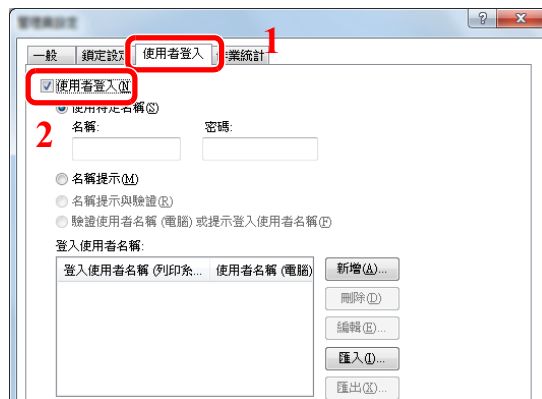 管理員設定
1
一般 鎖定設定 使用者登入 作業統計
使用者登入(N
2
使用特定名稱(S)
名稱: 密碼:
名稱提示(M)
名稱提示與驗證(R)
驗證使用者名稱 (電腦) 或提示登入使用者名稱(F)
登入使用者名稱:
登入使用者名稱 (列印系... 使用者名稱 (電腦) 新增(A)...
刪除(D)
編輯(E)...
匯入(I)...
匯出(X)...